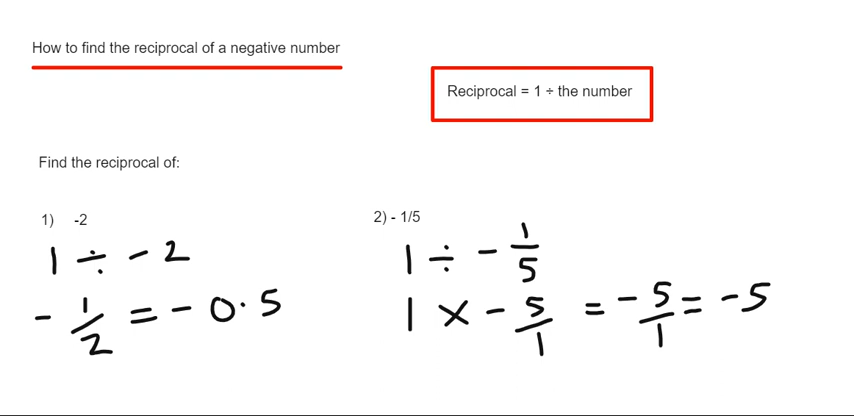 How to find the reciprocal of a negative number
Reciprocal = 1 ÷ the number
Find the reciprocal of:
1) -2
1 ÷ - 2
- 1/2 = - 0.5
2) - 1/5
1 ÷ - 1/5
1 × - 5/1 = - 5/1 = -5